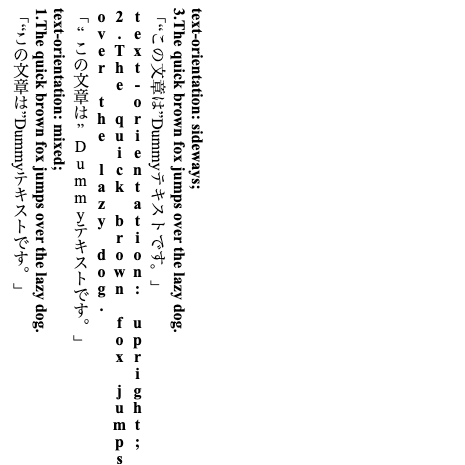 text-orientation: sideways;
3.The quick brown fox jumps over the lazy dog.
「“この文章は”Dummyテキストです。」
text-orientation: upright;
2.The quick brown fox jumps
over the lazy dog.
「“この文章は”Dummyテキストです。」
text-orientation: mixed;
1.The quick brown fox jumps over the lazy dog.
「“この文章は”Dummyテキストです。」